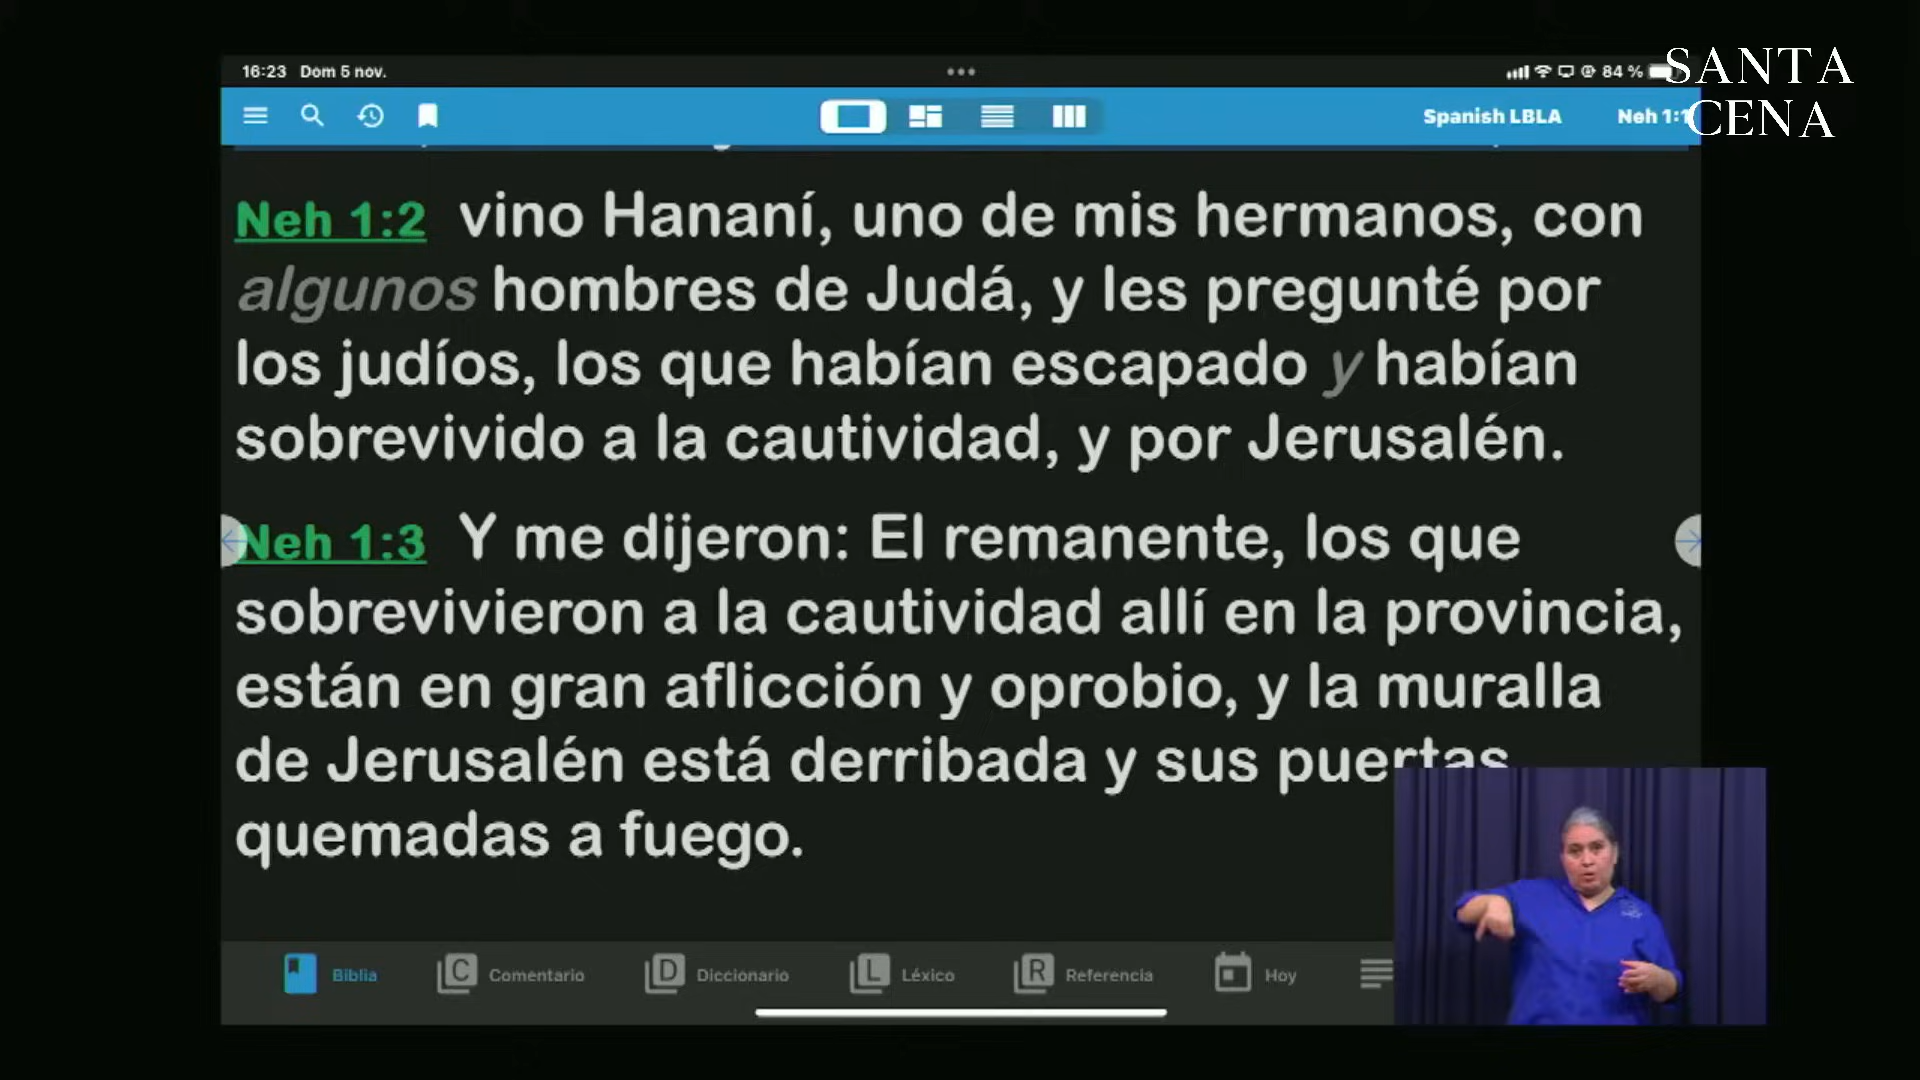 16:23 Dom 5 nov.
84 %
SANTA
CENA
Spanish LBLA
Neh 1:1
Neh 1:2 vino Hananí, uno de mis hermanos, con
algunos hombres de Judá, y les pregunté por
los judíos, los que habían escapado y habían
sobrevivido a la cautividad, y por Jerusalén.
Neh 1:3 Y me dijeron: El remanente, los que
sobrevivieron a la cautividad allí en la provincia,
están en gran aflicción y oprobio, y la muralla
de Jerusalén está derribada y sus puertas
quemadas a fuego.
Biblia
C Comentario
D Diccionario
L Léxico
R Referencia
Hoy